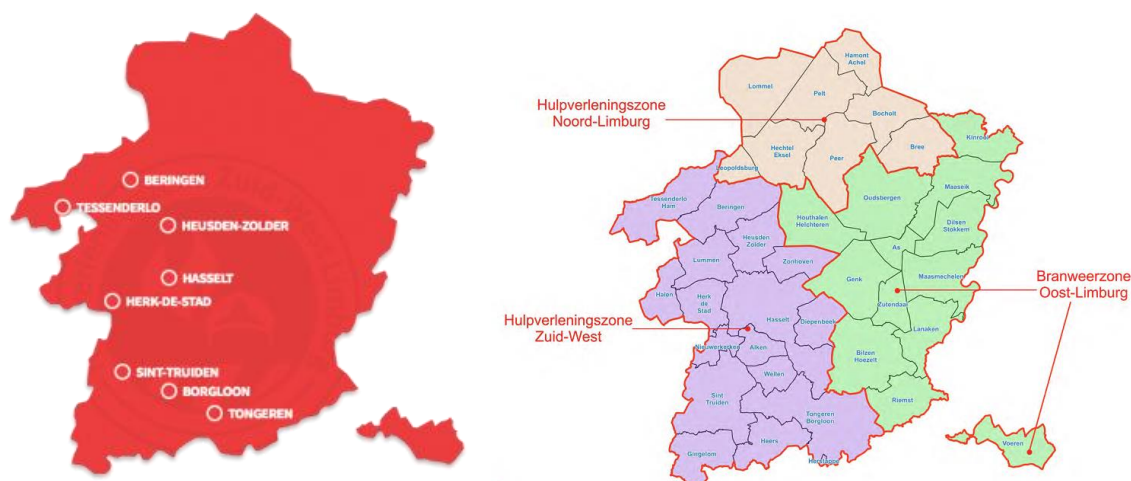 BERINGEN
TESSENDERLO
HEUSDEN-ZOLDER
HASSELT
HERK-DE-STAD
SINT-TRUIDEN
BORGLOON
TONGEREN
Hulpverleningszone
Noord-Limburg
Hulpverleningszone
Zuid-West
Hamont
Achel
Lommel
Pelt
Bocholt
Hechtel
Eksel
Peer
Bree
Leopoldsburg
Kinrooi
Tessenderlo
Ham
Beringen
Houthalen
Helchteren
Oudsbergen
Maaseik
Dilsen
Stokkem
Heusden
Zolder
As
Lummen
Zonhoven
Genk
Maasmechelen
Halen
Herk
de
Stad
Hasselt
Diepenbeek
Zutendaal
Lanaken
Nieuwerkerken
Alken
Bilzen
Hoeselt
Wellen
Sint
Truiden
Riemst
Tongeren
Borgloon
Heers
Gingelom
Herstappe
Voeren
Branweerzone
Oost-Limburg